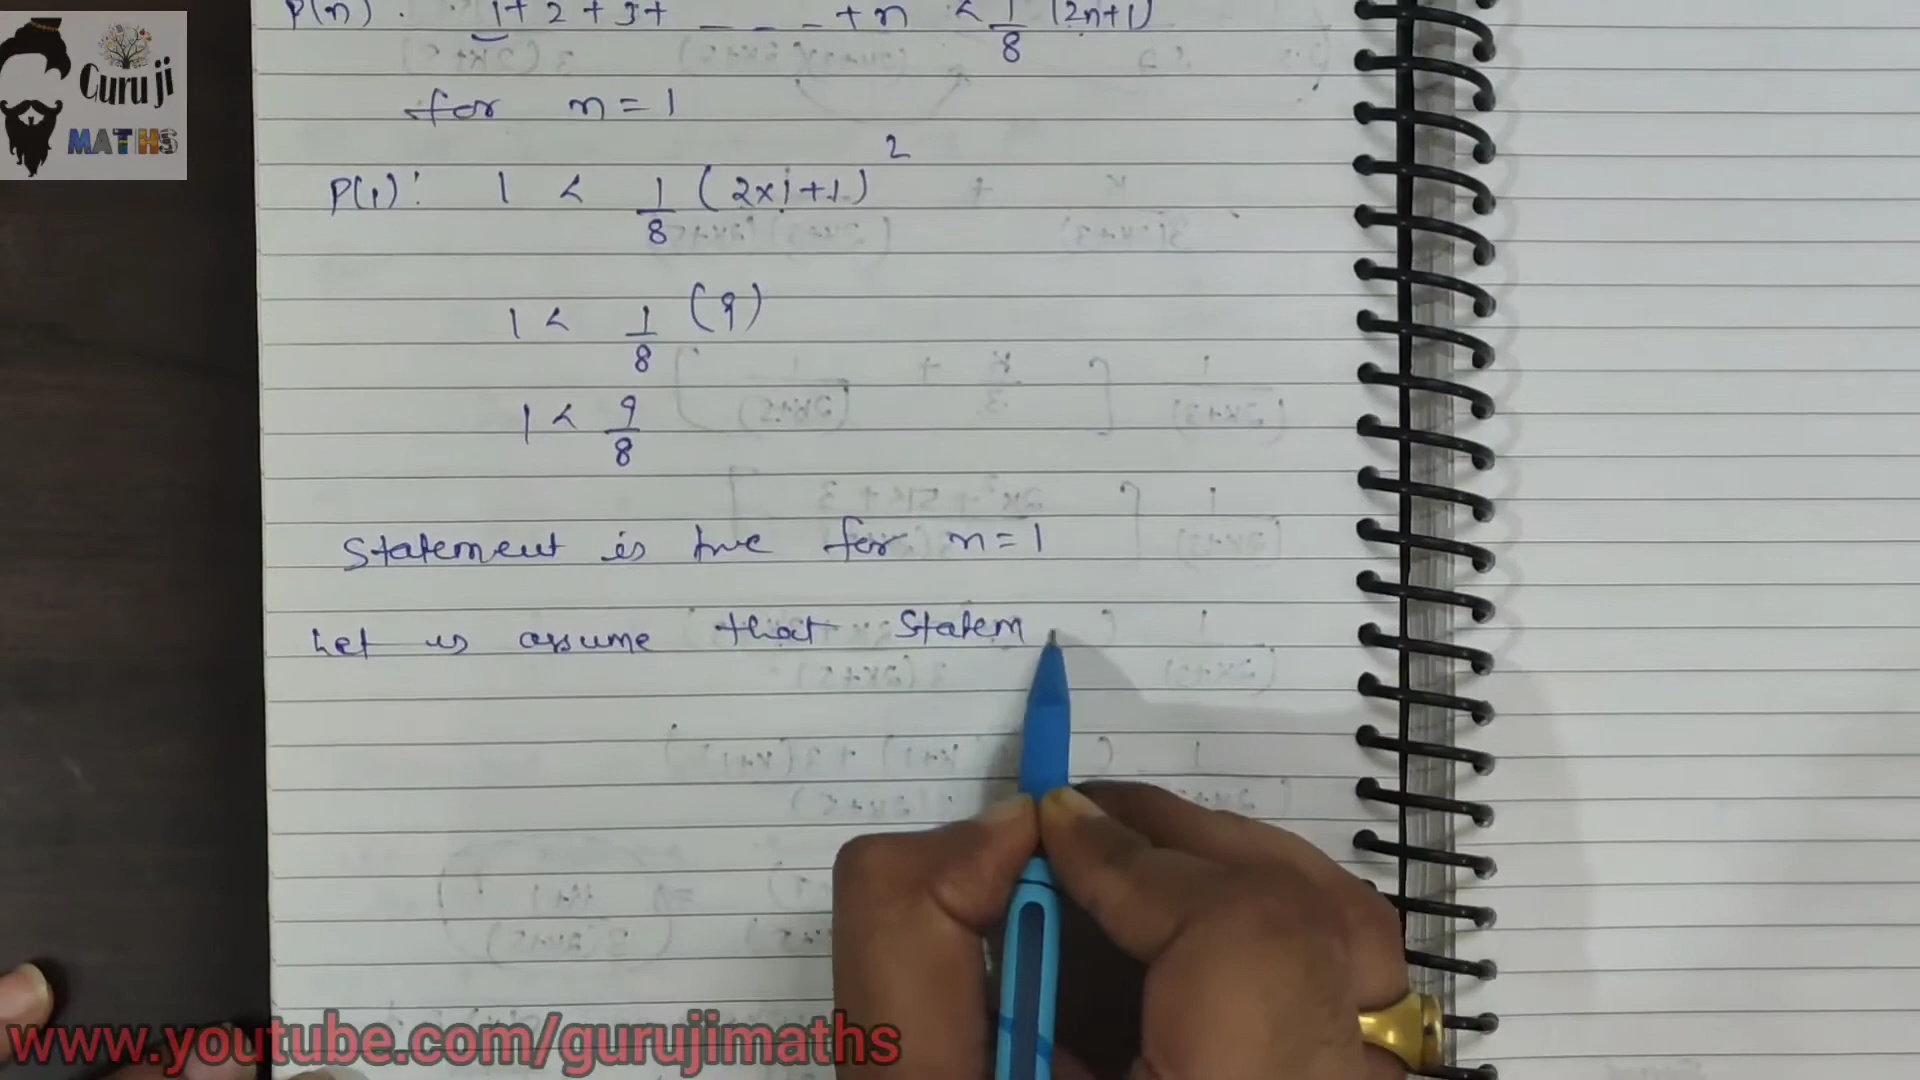 Guru ji
MATHS
P(n): 1 + 2 + 3 + _ _ _ + n < 1/8 (2n+1)
for n = 1
P(1): 1 < 1/8 (2×1+1)²
1 < 1/8 (9)
1 < 9/8
Statement is true for n = 1
Let us assume that Statem
www.youtube.com/gurujimaths